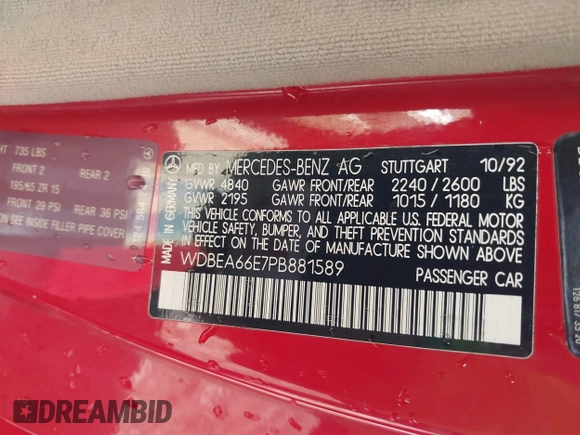 HT 735 LBS
FRONT 2 REAR 2
195/65 ZR 15
FRONT 29 PSI REAR 36 PSI
ON SEE INSIDE FILLER PIPE COVER
124 584
MADE IN GERMANY
MFD BY MERCEDES-BENZ AG STUTTGART 10/92
GVWR 4840 GAWR FRONT/REAR 2240/2600 LBS
GVWR 2195 GAWR FRONT/REAR 1015/1180 KG
THIS VEHICLE CONFORMS TO ALL APPLICABLE U.S. FEDERAL MOTOR
VEHICLE SAFETY, BUMPER, AND THEFT PREVENTION STANDARDS
IN EFFECT ON THE DATE OF MANUFACTURE SHOWN ABOVE
WDBEA66E7PB881589
PASSENGER CAR
DREAMBID